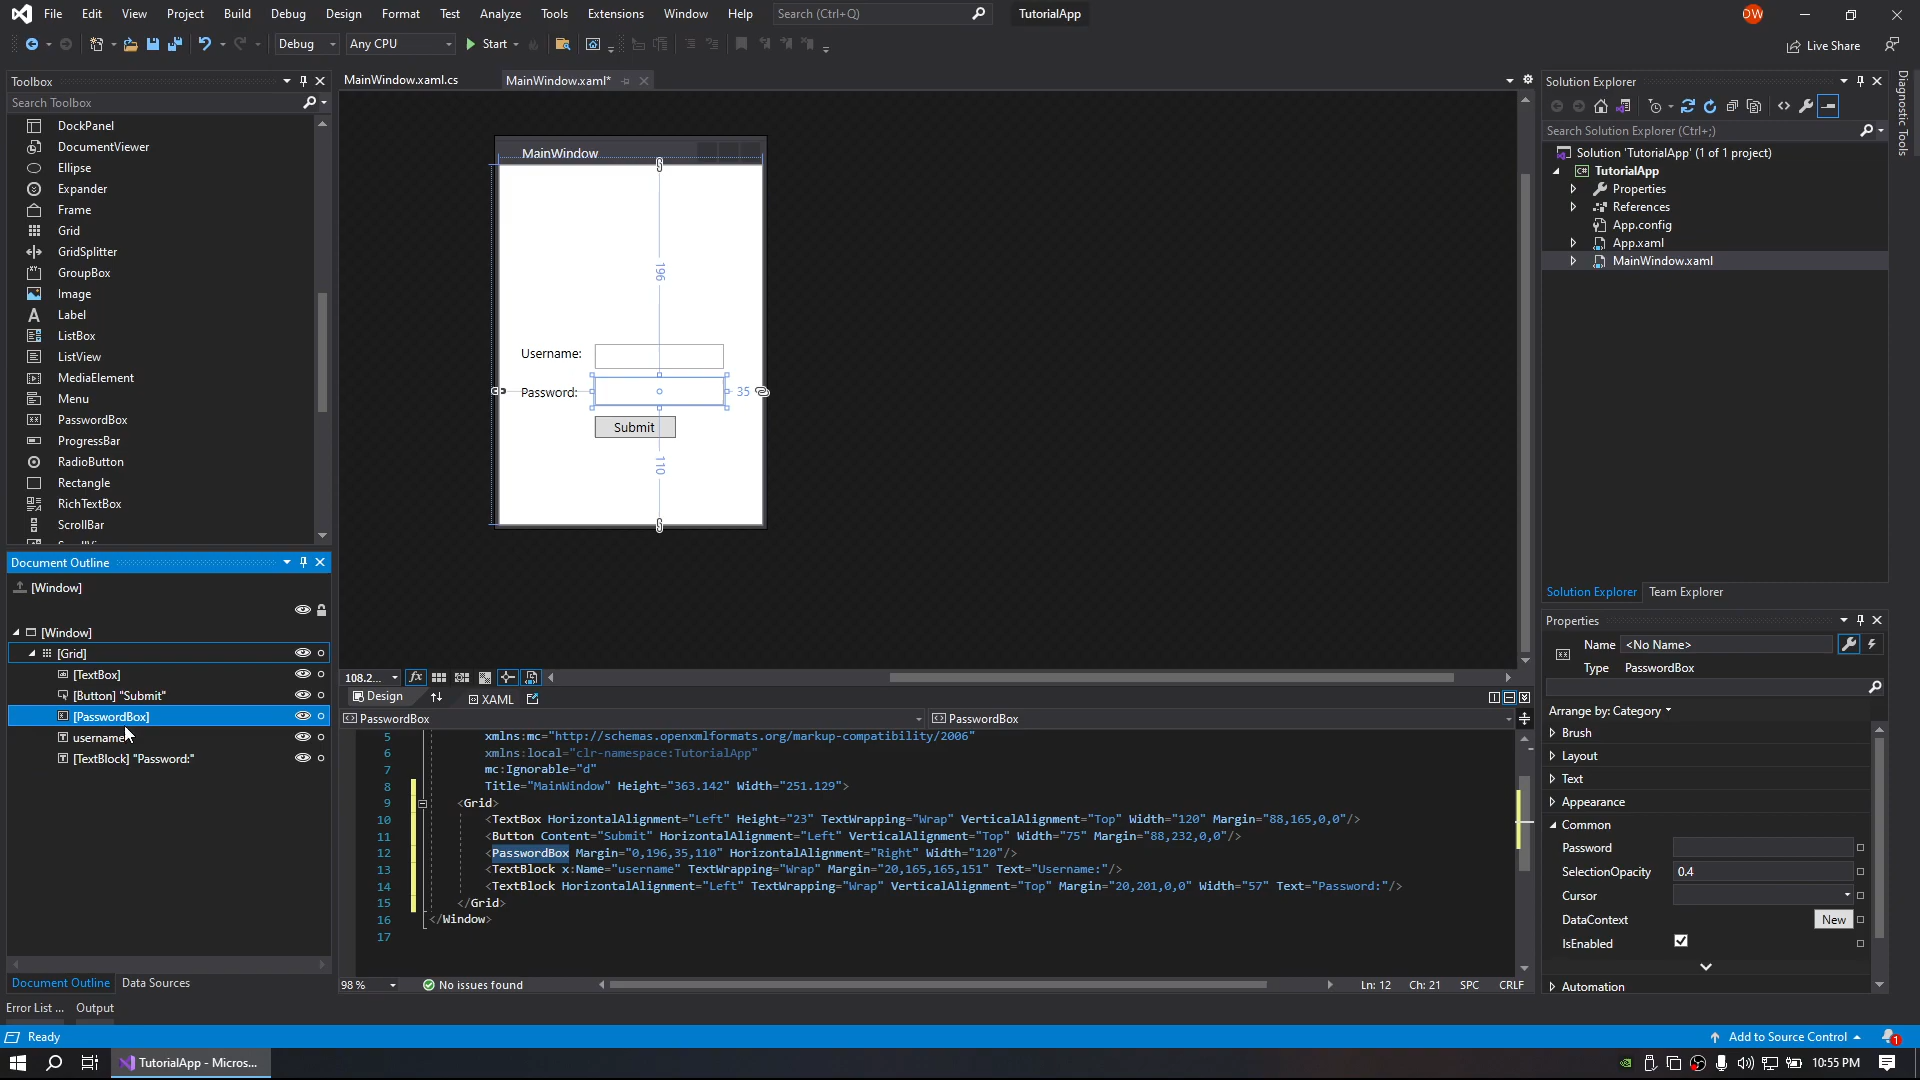 File Edit View Project Build Debug Design Format Test Analyze Tools Extensions Window Help Search (Ctrl+Q) TutorialApp DW
Debug Any CPU Start Live Share
Toolbox
Search Toolbox
DockPanel
DocumentViewer
Ellipse
Expander
Frame
Grid
GridSplitter
GroupBox
Image
Label
ListBox
ListView
MediaElement
Menu
PasswordBox
ProgressBar
RadioButton
Rectangle
RichTextBox
ScrollBar
Document Outline
[Window]
[Window]
[Grid]
[TextBox]
[Button] "Submit"
[PasswordBox]
username
[TextBlock] "Password:"
Document Outline Data Sources
Error List ... Output
MainWindow.xaml.cs MainWindow.xaml*
MainWindow
196
Username:
Password:
35
Submit
110
108.2...
Design XAML
PasswordBox PasswordBox
5 xmlns:mc="http://schemas.openxmlformats.org/markup-compatibility/2006"
6 xmlns:local="clr-namespace:TutorialApp"
7 mc:Ignorable="d"
8 Title="MainWindow" Height="363.142" Width="251.129">
9 <Grid>
10 <TextBox HorizontalAlignment="Left" Height="23" TextWrapping="Wrap" VerticalAlignment="Top" Width="120" Margin="88,165,0,0"/>
11 <Button Content="Submit" HorizontalAlignment="Left" VerticalAlignment="Top" Width="75" Margin="88,232,0,0"/>
12 <PasswordBox Margin="0,196,35,110" HorizontalAlignment="Right" Width="120"/>
13 <TextBlock x:Name="username" TextWrapping="Wrap" Margin="20,165,165,151" Text="Username:"/>
14 <TextBlock HorizontalAlignment="Left" TextWrapping="Wrap" VerticalAlignment="Top" Margin="20,201,0,0" Width="57" Text="Password:"/>
15 </Grid>
16 </Window>
17
98 % No issues found Ln: 12 Ch: 21 SPC CRLF
Solution Explorer
Search Solution Explorer (Ctrl+;)
Solution 'TutorialApp' (1 of 1 project)
TutorialApp
Properties
References
App.config
App.xaml
MainWindow.xaml
Solution Explorer Team Explorer
Diagnostic Tools
Properties
Name <No Name>
Type PasswordBox
Arrange by: Category
Brush
Layout
Text
Appearance
Common
Password
SelectionOpacity 0.4
Cursor
DataContext New
IsEnabled
Automation
Ready Add to Source Control 1
TutorialApp - Micros... 10:55 PM